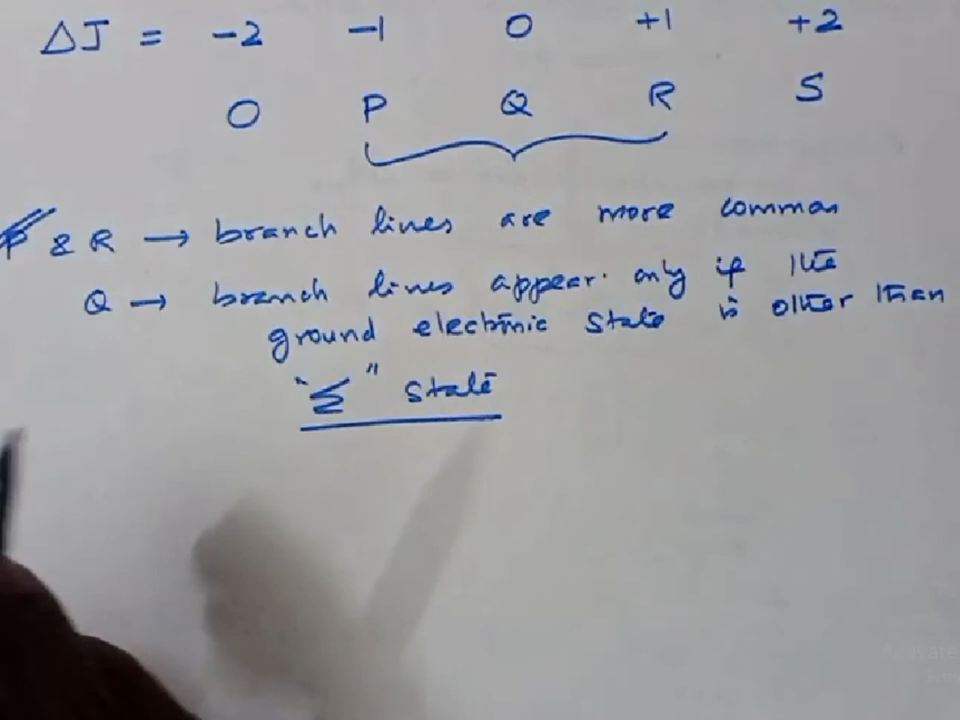 ΔJ = -2 -1 0 +1 +2
O P Q R S
P & R → branch lines are more common
Q → branch lines appear only if the
ground electronic state is other than
"Σ" state
Activate